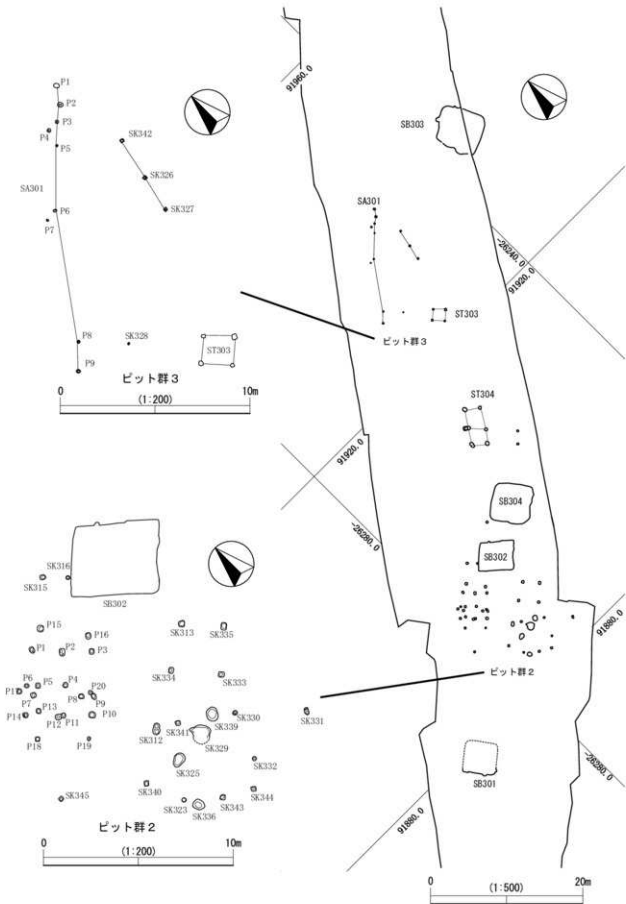 P1
P2
P3
P4
P5
SA301
P6
P7
P8
P9
SK342
SK326
SK327
SK328
ST303
ピット群3
0
10m
(1:200)
SK316
SK315
SB302
P15
P16
P1
P2
P3
SK313
SK335
SK334
SK333
P6
P5
P4
P17
P7
P8
P20
P9
P13
P14
P12
P11
P10
P18
P19
SK339
SK330
SK331
SK341
SK312
SK329
SK325
SK332
SK340
SK345
SK323
SK336
SK343
SK344
ピット群2
0
10m
(1:200)
91960.0
SB303
SA301
-26240.0
91920.0
ST303
ピット群3
ST304
91920.0
-26280.0
SB304
SB302
91880.0
ピット群2
SB301
-26280.0
91880.0
0
20m
(1:500)